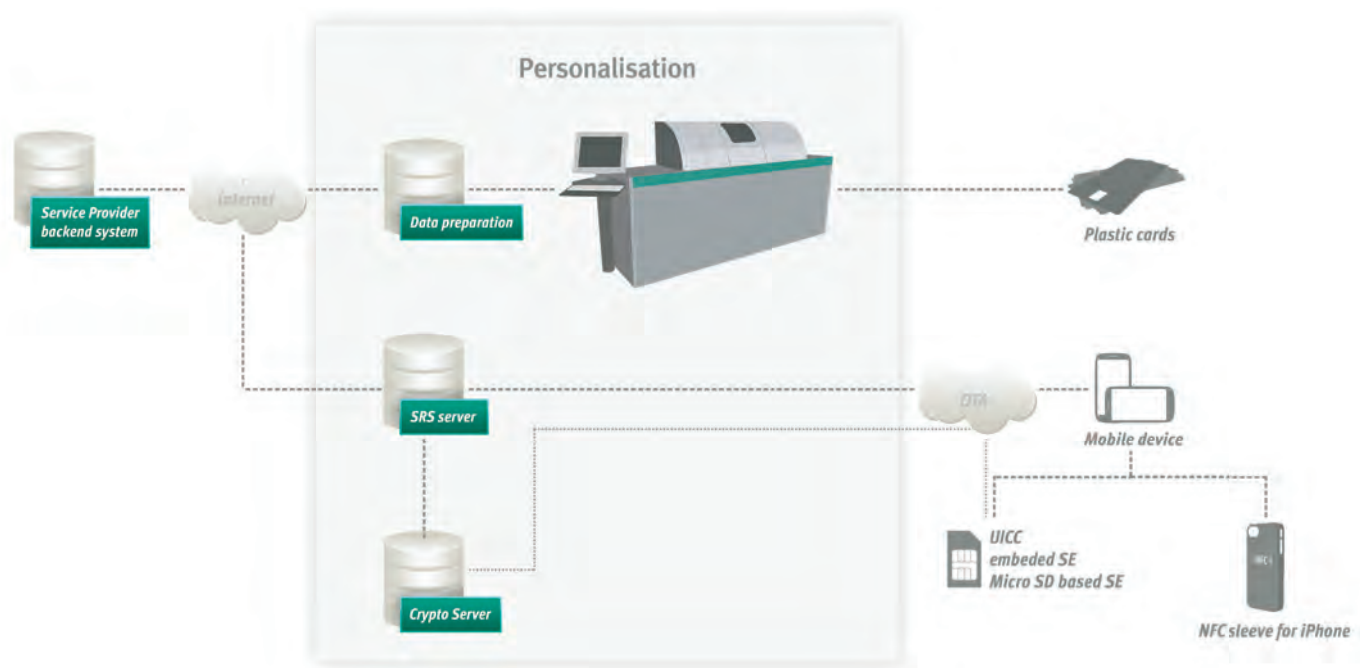 Personalisation
Service Provider
backend system
Internet
Data preparation
Plastic cards
SRS server
OTA
Mobile device
Crypto Server
UICC
embeded SE
Micro SD based SE
NFC sleeve for iPhone